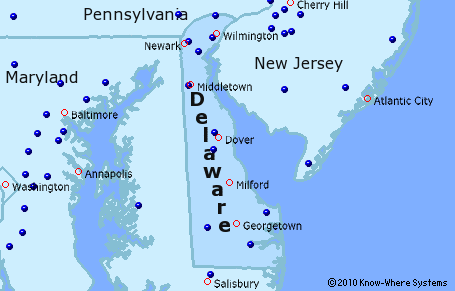 Cherry Hill
Pennsylvania
Wilmington
Newark
New Jersey
Maryland
Middletown
Atlantic City
Baltimore
Delaware
Dover
Annapolis
Milford
Washington
Georgetown
Salisbury
©2010 Know-Where Systems